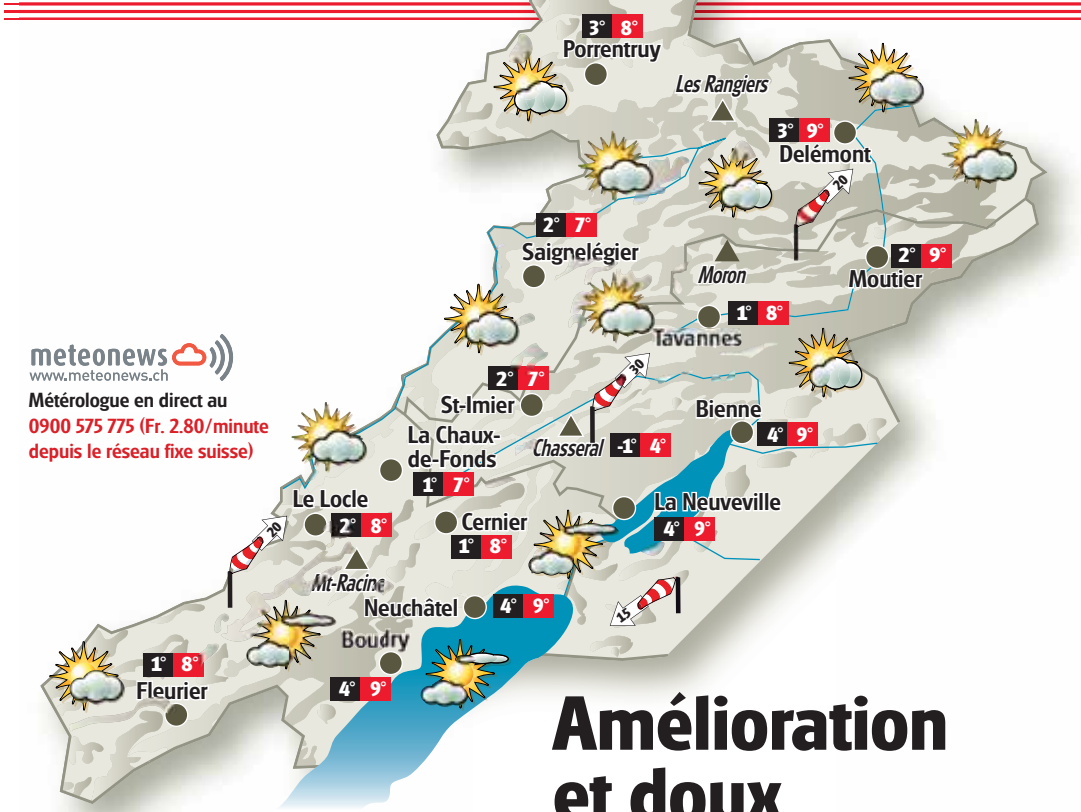 3° 8°
Porrentruy
Les Rangiers
3° 9°
Delémont
20
2° 7°
Saignelégier
Moron
2° 9°
Moutier
1° 8°
Tavannes
meteonews
www.meteonews.ch
Météorologue en direct au
0900 575 775 (Fr. 2.80/minute
depuis le réseau fixe suisse)
30
2° 7°
St-Imier
Chasseral -1° 4°
Bienne
4° 9°
La Chaux-
de-Fonds
1° 7°
Le Locle
2° 8°
20
Cernier
1° 8°
La Neuveville
4° 9°
Mt-Racine
Neuchâtel 4° 9°
15
Boudry
4° 9°
1° 8°
Fleurier
Amélioration
et doux